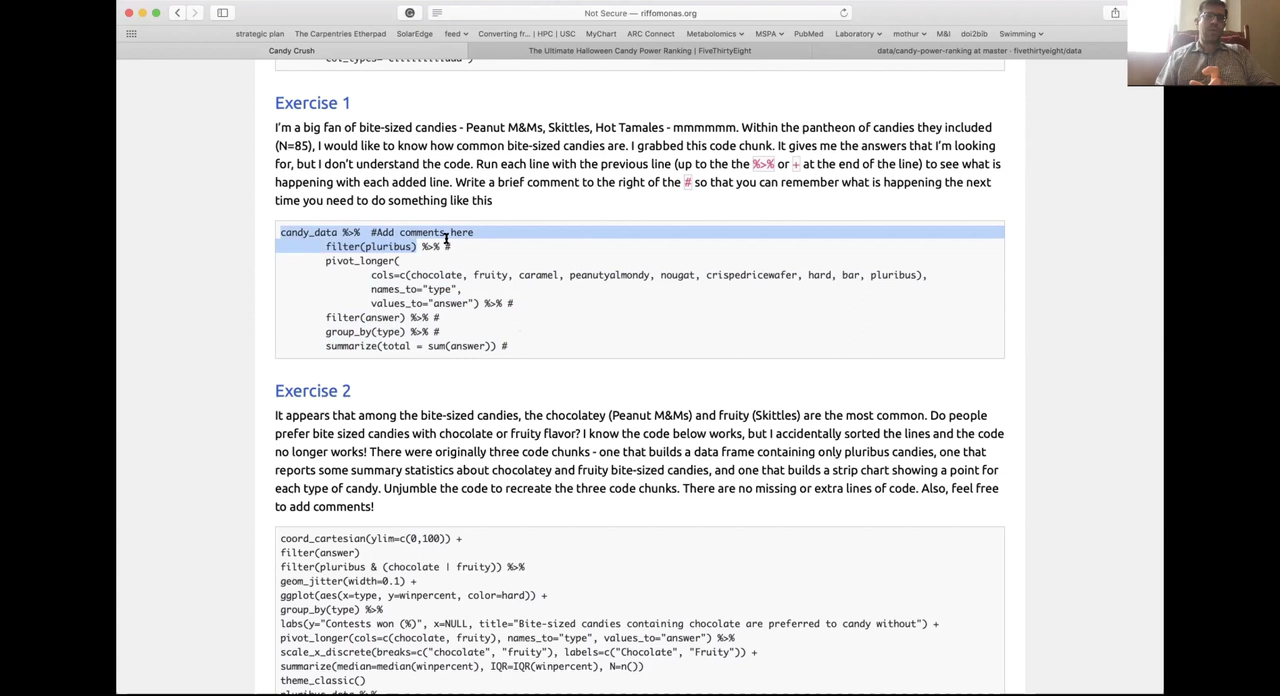 Not Secure — riffomonas.org
strategic plan The Carpentries Etherpad SolarEdge feed Converting fr... | HPC | USC MyChart ARC Connect Metabolomics MSPA PubMed Laboratory mothur M&I doi2bib Swimming
Candy Crush The Ultimate Halloween Candy Power Ranking | FiveThirtyEight data/candy-power-ranking at master · fivethirtyeight/data
Exercise 1
I'm a big fan of bite-sized candies - Peanut M&Ms, Skittles, Hot Tamales - mmmmmm. Within the pantheon of candies they included
(N=85), I would like to know how common bite-sized candies are. I grabbed this code chunk. It gives me the answers that I'm looking
for, but I don't understand the code. Run each line with the previous line (up to the the %>% or + at the end of the line) to see what is
happening with each added line. Write a brief comment to the right of the # so that you can remember what is happening the next
time you need to do something like this
candy_data %>% #Add comments here
filter(pluribus) %>% #
pivot_longer(
cols=c(chocolate, fruity, caramel, peanutyalmondy, nougat, crispedricewafer, hard, bar, pluribus),
names_to="type",
values_to="answer") %>% #
filter(answer) %>% #
group_by(type) %>% #
summarize(total = sum(answer)) #
Exercise 2
It appears that among the bite-sized candies, the chocolatey (Peanut M&Ms) and fruity (Skittles) are the most common. Do people
prefer bite sized candies with chocolate or fruity flavor? I know the code below works, but I accidentally sorted the lines and the code
no longer works! There were originally three code chunks - one that builds a data frame containing only pluribus candies, one that
reports some summary statistics about chocolatey and fruity bite-sized candies, and one that builds a strip chart showing a point for
each type of candy. Unjumble the code to recreate the three code chunks. There are no missing or extra lines of code. Also, feel free
to add comments!
coord_cartesian(ylim=c(0,100)) +
filter(answer)
filter(pluribus & (chocolate | fruity)) %>%
geom_jitter(width=0.1) +
ggplot(aes(x=type, y=winpercent, color=hard)) +
group_by(type) %>%
labs(y="Contests won (%)", x=NULL, title="Bite-sized candies containing chocolate are preferred to candy without") +
pivot_longer(cols=c(chocolate, fruity), names_to="type", values_to="answer") %>%
scale_x_discrete(breaks=c("chocolate", "fruity"), labels=c("Chocolate", "Fruity")) +
summarize(median=median(winpercent), IQR=IQR(winpercent), N=n())
theme_classic()